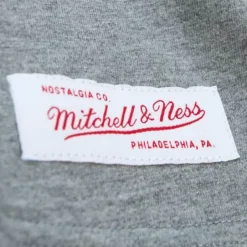 NOSTALGIA CO.
Mitchell & Ness
PHILADELPHIA, PA.